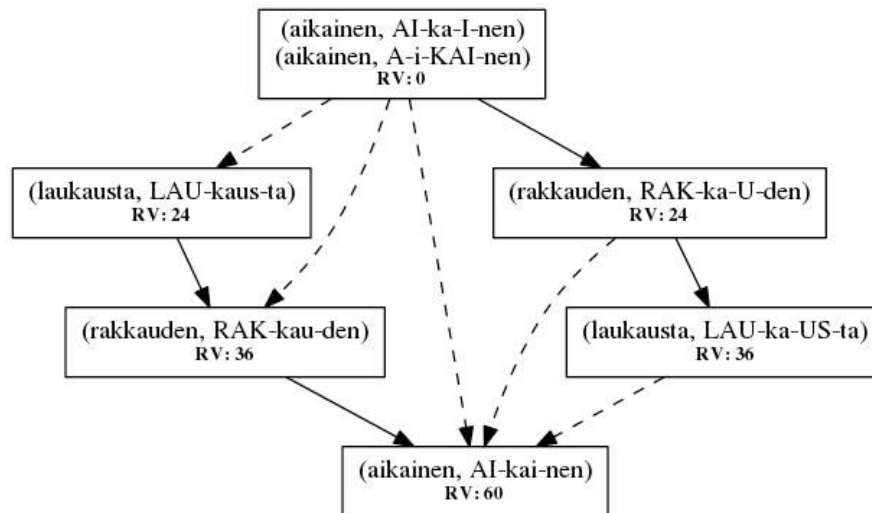 (aikainen, AI-ka-I-nen)
(aikainen, A-i-KAI-nen)
RV: 0
(laukausta, LAU-kaus-ta)
RV: 24
(rakkauden, RAK-ka-U-den)
RV: 24
(rakkauden, RAK-kau-den)
RV: 36
(laukausta, LAU-ka-US-ta)
RV: 36
(aikainen, AI-kai-nen)
RV: 60